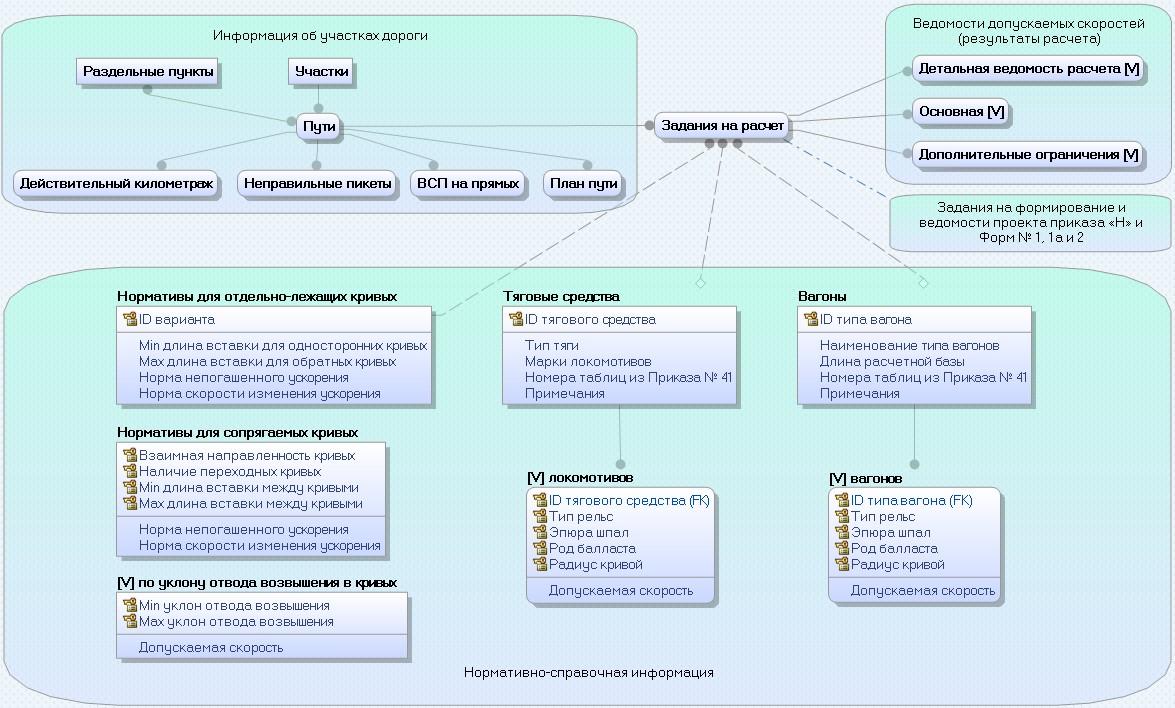 Информация об участках дороги
Раздельные пункты
Участки
Пути
Действительный километраж
Неправильные пикеты
ВСП на прямых
План пути
Задания на расчет
Ведомости допускаемых скоростей
(результаты расчета)
Детальная ведомость расчета [V]
Основная [V]
Дополнительные ограничения [V]
Задания на формирование и
ведомости проекта приказа «Н» и
Форм № 1, 1а и 2
Нормативы для отдельно-лежащих кривых
ID варианта
Min длина вставки для односторонних кривых
Max длина вставки для обратных кривых
Норма непогашенного ускорения
Норма скорости изменения ускорения
Нормативы для сопрягаемых кривых
Взаимная направленность кривых
Наличие переходных кривых
Min длина вставки между кривыми
Max длина вставки между кривыми
Норма непогашенного ускорения
Норма скорости изменения ускорения
[V] по уклону отвода возвышения в кривых
Min уклон отвода возвышения
Max уклон отвода возвышения
Допускаемая скорость
Тяговые средства
ID тягового средства
Тип тяги
Марки локомотивов
Номера таблиц из Приказа № 41
Примечания
[V] локомотивов
ID тягового средства (FK)
Тип рельс
Эпюра шпал
Род балласта
Радиус кривой
Допускаемая скорость
Вагоны
ID типа вагона
Наименование типа вагонов
Длина расчетной базы
Номера таблиц из Приказа № 41
Примечания
[V] вагонов
ID типа вагона (FK)
Тип рельс
Эпюра шпал
Род балласта
Радиус кривой
Допускаемая скорость
Нормативно-справочная информация